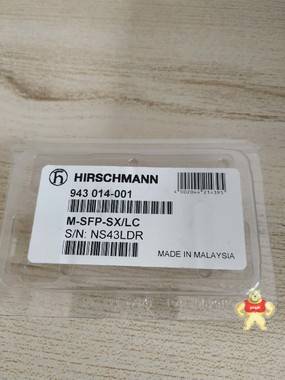 HIRSCHMANN
943 014-001
M-SFP-SX/LC
S/N: NS43LDR
MADE IN MALAYSIA